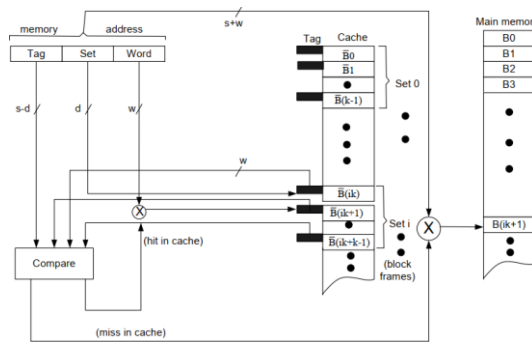 memory address
s+w
Tag Set Word
s-d
d
w
w
(hit in cache)
Compare
(miss in cache)
Tag Cache
B̄0
B̄1
B̄(k-1)
Set 0
B̄(ik)
B̄(ik+1)
B̄(ik+k-1)
Set i
(block frames)
X
X
Main memor
B0
B1
B2
B3
B(ik+1)